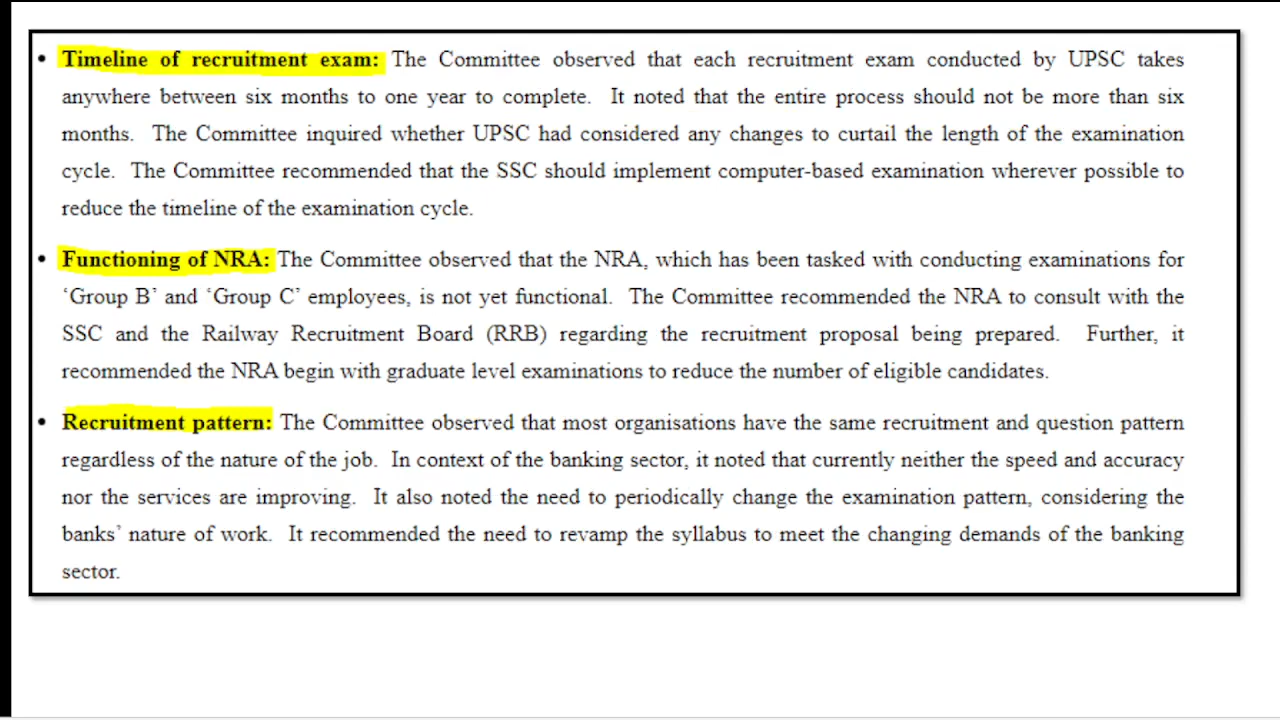 • Timeline of recruitment exam: The Committee observed that each recruitment exam conducted by UPSC takes
anywhere between six months to one year to complete. It noted that the entire process should not be more than six
months. The Committee inquired whether UPSC had considered any changes to curtail the length of the examination
cycle. The Committee recommended that the SSC should implement computer-based examination wherever possible to
reduce the timeline of the examination cycle.
• Functioning of NRA: The Committee observed that the NRA, which has been tasked with conducting examinations for
‘Group B’ and ‘Group C’ employees, is not yet functional. The Committee recommended the NRA to consult with the
SSC and the Railway Recruitment Board (RRB) regarding the recruitment proposal being prepared. Further, it
recommended the NRA begin with graduate level examinations to reduce the number of eligible candidates.
• Recruitment pattern: The Committee observed that most organisations have the same recruitment and question pattern
regardless of the nature of the job. In context of the banking sector, it noted that currently neither the speed and accuracy
nor the services are improving. It also noted the need to periodically change the examination pattern, considering the
banks’ nature of work. It recommended the need to revamp the syllabus to meet the changing demands of the banking
sector.